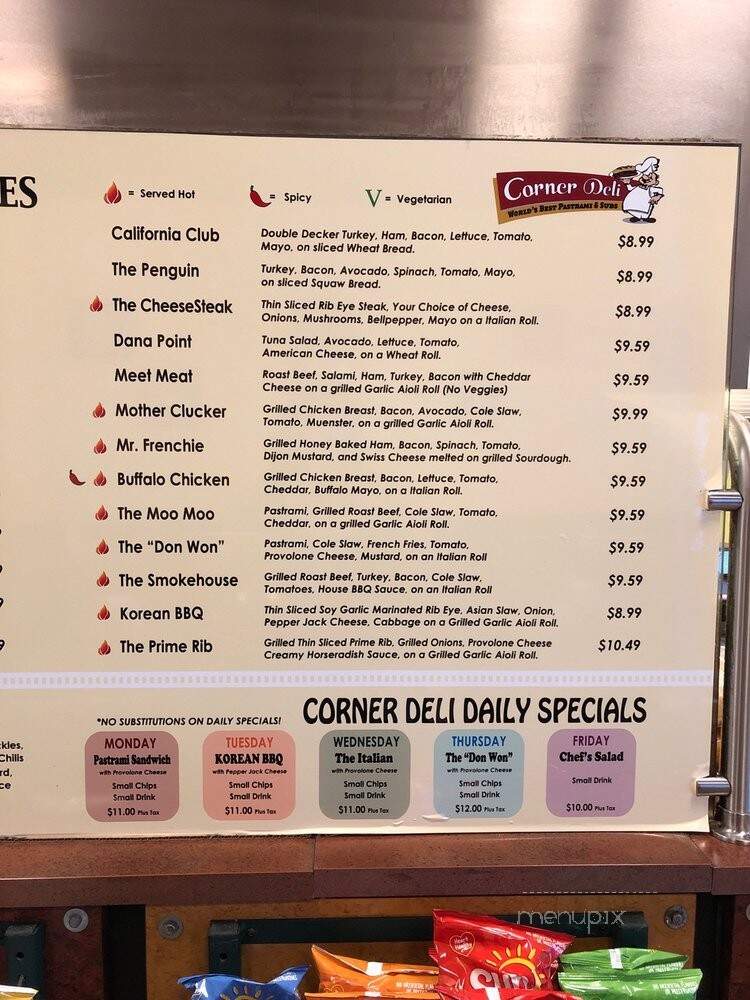 ES
= Served Hot
= Spicy
V = Vegetarian
Corner Deli
WORLD'S BEST PASTRAMI & SUBS
California Club
Double Decker Turkey, Ham, Bacon, Lettuce, Tomato,
Mayo, on sliced Wheat Bread.
$8.99
The Penguin
Turkey, Bacon, Avocado, Spinach, Tomato, Mayo,
on sliced Squaw Bread.
$8.99
The CheeseSteak
Thin Sliced Rib Eye Steak, Your Choice of Cheese,
Onions, Mushrooms, Bellpepper, Mayo on a Italian Roll.
$8.99
Dana Point
Tuna Salad, Avocado, Lettuce, Tomato,
American Cheese, on a Wheat Roll.
$9.59
Meet Meat
Roast Beef, Salami, Ham, Turkey, Bacon with Cheddar
Cheese on a grilled Garlic Aioli Roll (No Veggies)
$9.59
Mother Clucker
Grilled Chicken Breast, Bacon, Avocado, Cole Slaw,
Tomato, Muenster, on a grilled Garlic Aioli Roll.
$9.99
Mr. Frenchie
Grilled Honey Baked Ham, Bacon, Spinach, Tomato,
Dijon Mustard, and Swiss Cheese melted on grilled Sourdough.
$9.59
Buffalo Chicken
Grilled Chicken Breast, Bacon, Lettuce, Tomato,
Cheddar, Buffalo Mayo, on a Italian Roll.
$9.59
The Moo Moo
Pastrami, Grilled Roast Beef, Cole Slaw, Tomato,
Cheddar, on a grilled Garlic Aioli Roll.
$9.59
The "Don Won"
Pastrami, Cole Slaw, French Fries, Tomato,
Provolone Cheese, Mustard, on an Italian Roll
$9.59
The Smokehouse
Grilled Roast Beef, Turkey, Bacon, Cole Slaw,
Tomatoes, House BBQ Sauce, on an Italian Roll
$9.59
Korean BBQ
Thin Sliced Soy Garlic Marinated Rib Eye, Asian Slaw, Onion,
Pepper Jack Cheese, Cabbage on a Grilled Garlic Aioli Roll.
$8.99
The Prime Rib
Grilled Thin Sliced Prime Rib, Grilled Onions, Provolone Cheese
Creamy Horseradish Sauce, on a Grilled Garlic Aioli Roll.
$10.49
*NO SUBSTITUTIONS ON DAILY SPECIALS!
CORNER DELI DAILY SPECIALS
kles,
Chills
rd,
ce
MONDAY
Pastrami Sandwich
with Provolone Cheese
Small Chips
Small Drink
$11.00 Plus Tax
TUESDAY
KOREAN BBQ
with Pepper Jack Cheese
Small Chips
Small Drink
$11.00 Plus Tax
WEDNESDAY
The Italian
with Provolone Cheese
Small Chips
Small Drink
$11.00 Plus Tax
THURSDAY
The "Don Won"
with Provolone Cheese
Small Chips
Small Drink
$12.00 Plus Tax
FRIDAY
Chef's Salad
Small Drink
$10.00 Plus Tax
menupix